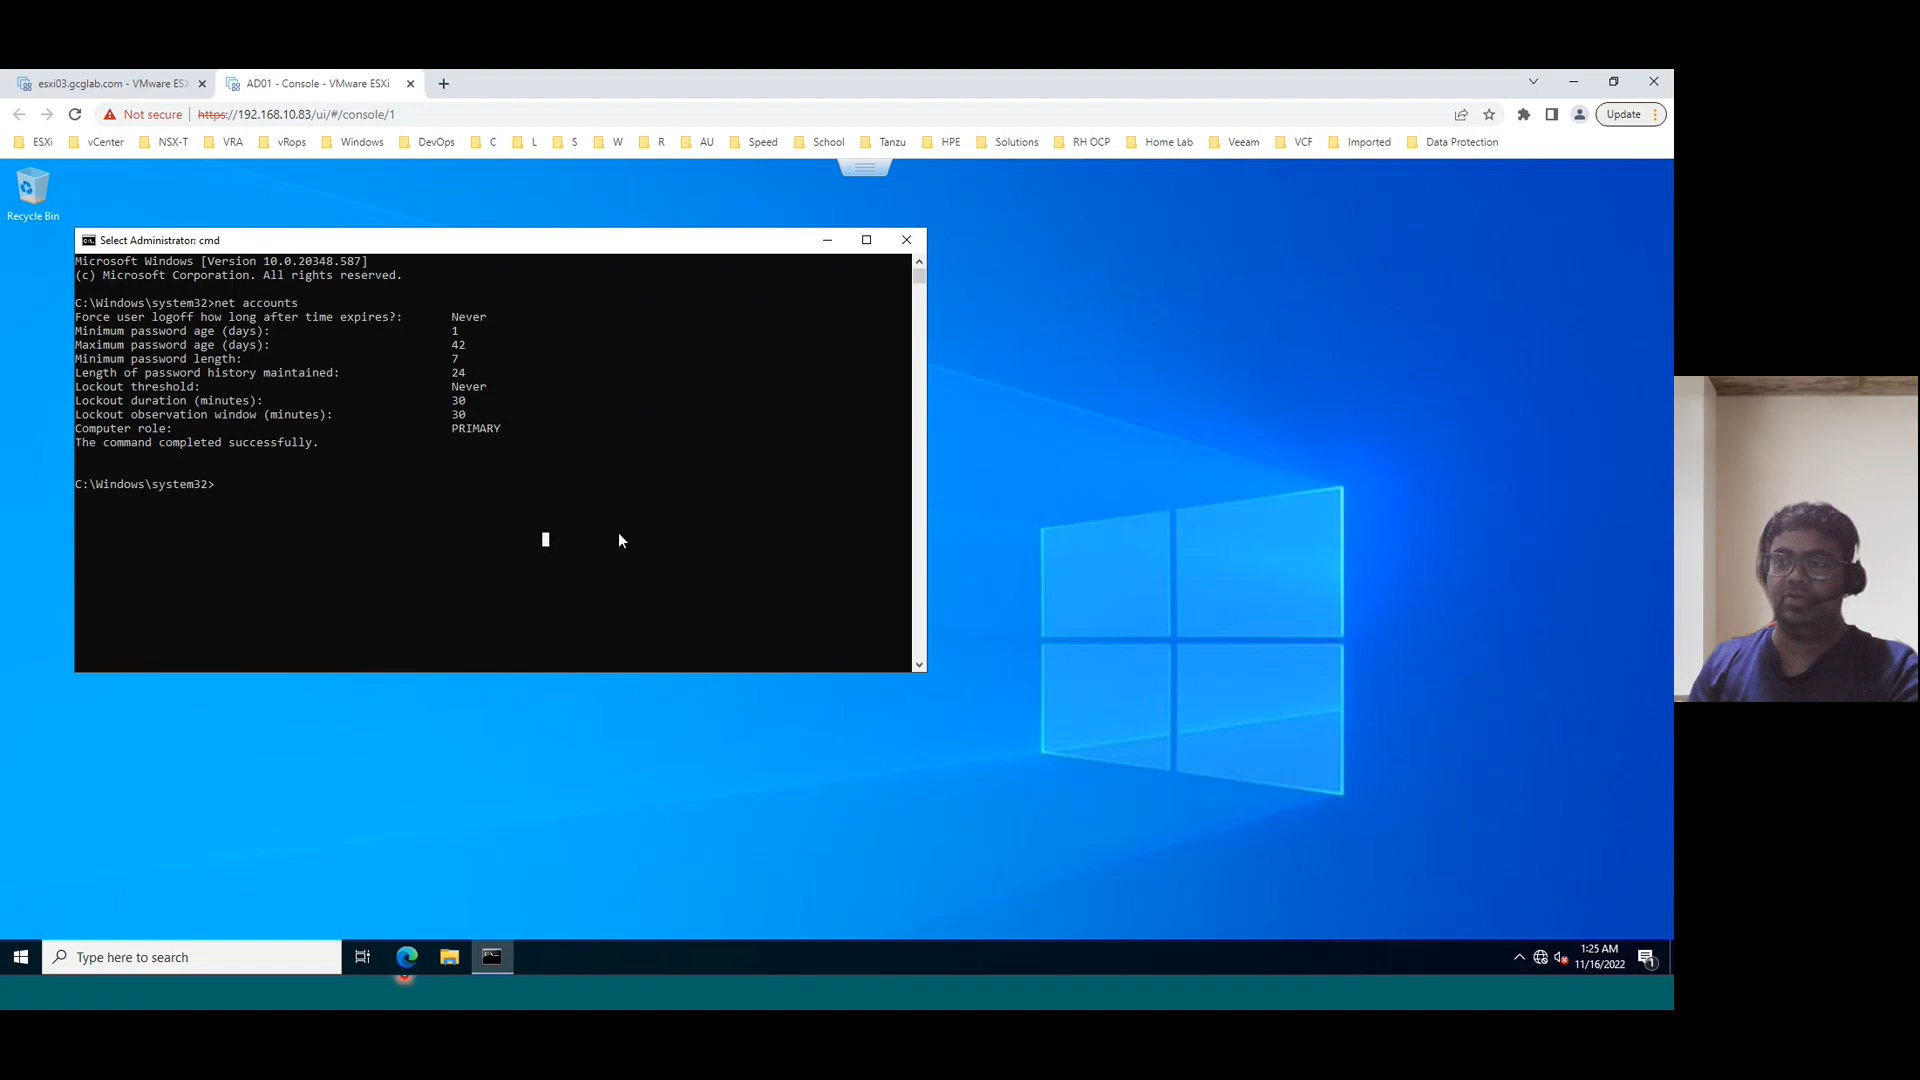 esxi03.gcglab.com - VMware ESX
AD01 - Console - VMware ESXi
Not secure | https://192.168.10.83/ui/#/console/1
Update
ESXi vCenter NSX-T VRA vRops Windows DevOps C L S W R AU Speed School Tanzu HPE Solutions RH OCP Home Lab Veeam VCF Imported Data Protection
Recycle Bin
Select Administrator: cmd
Microsoft Windows [Version 10.0.20348.587]
(c) Microsoft Corporation. All rights reserved.
C:\Windows\system32>net accounts
Force user logoff how long after time expires?: Never
Minimum password age (days): 1
Maximum password age (days): 42
Minimum password length: 7
Length of password history maintained: 24
Lockout threshold: Never
Lockout duration (minutes): 30
Lockout observation window (minutes): 30
Computer role: PRIMARY
The command completed successfully.
C:\Windows\system32>
Type here to search
1:25 AM
11/16/2022
1